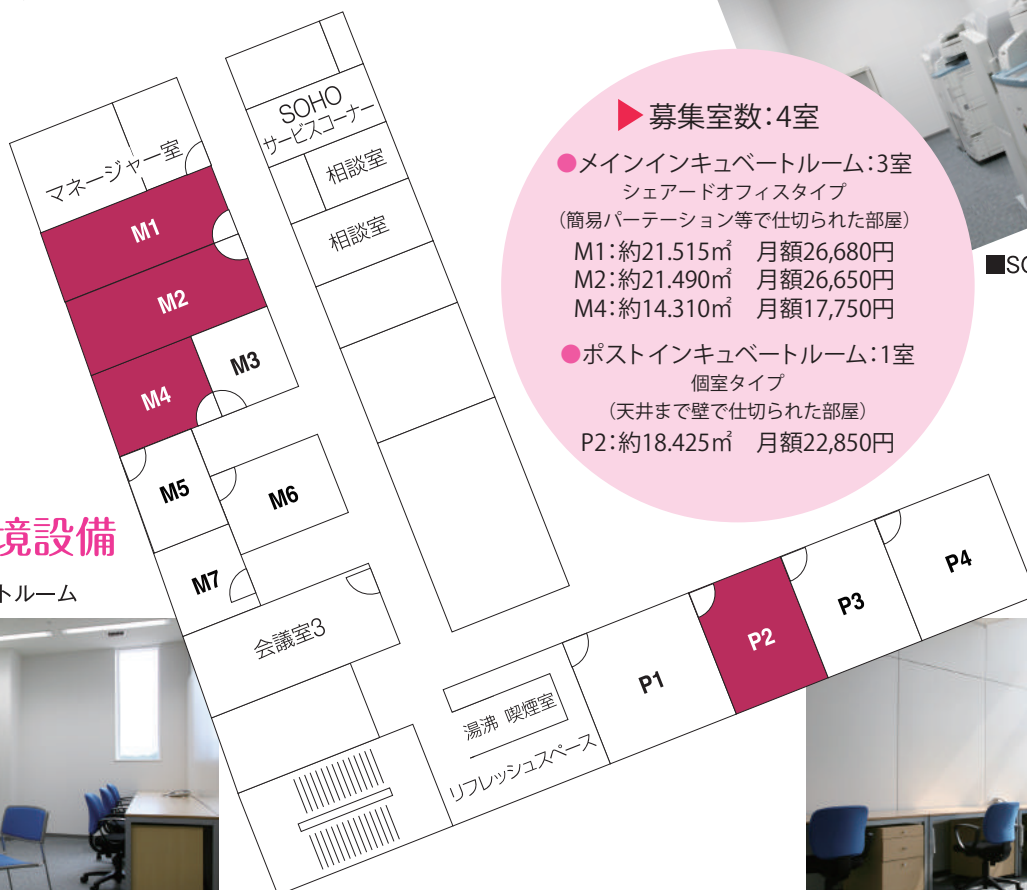 SOHO
サービスコーナー
相談室
相談室
マネージャー室
M1
M2
M3
M4
M5
M6
M7
会議室3
湯沸 喫煙室
リフレッシュスペース
P1
P2
P3
P4
▶募集室数:4室
●メインインキュベートルーム:3室
シェアードオフィスタイプ
(簡易パーテーション等で仕切られた部屋)
M1:約21.515㎡ 月額26,680円
M2:約21.490㎡ 月額26,650円
M4:約14.310㎡ 月額17,750円
●ポストインキュベートルーム:1室
個室タイプ
(天井まで壁で仕切られた部屋)
P2:約18.425㎡ 月額22,850円
境設備
トルーム
■SO